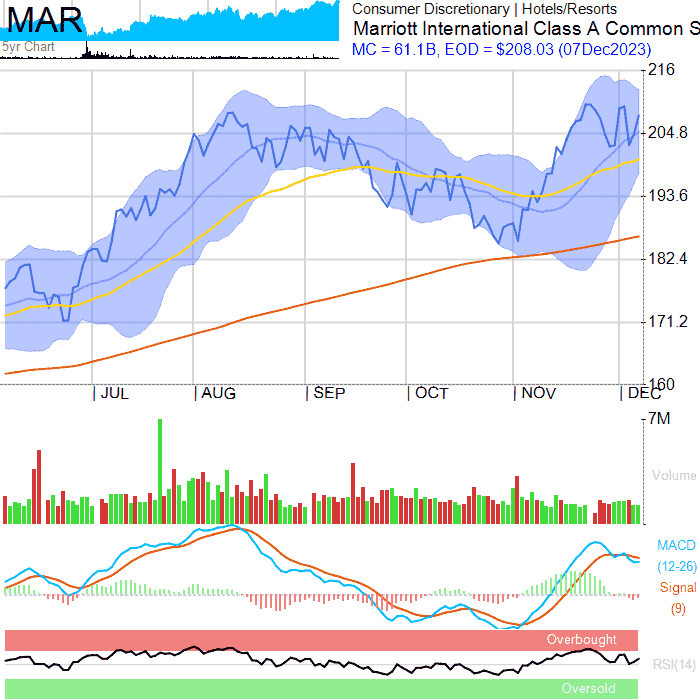 MAR
5yr Chart
Consumer Discretionary | Hotels/Resorts
Marriott International Class A Common S
MC = 61.1B, EOD = $208.03 (07Dec2023)
216
204.8
193.6
182.4
171.2
160
JUL AUG SEP OCT NOV DEC
7M
Volume
MACD
(12-26)
Signal
(9)
Overbought
RSI(14)
Oversold